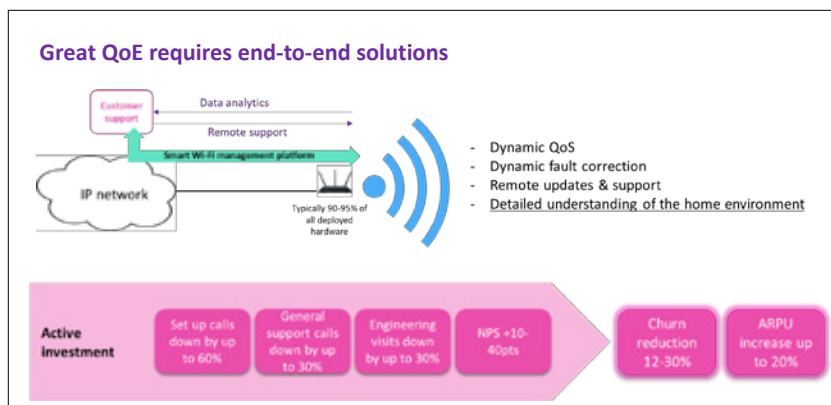 Great QoE requires end-to-end solutions
Customer
support
Data analytics
Remote support
Smart Wi-Fi management platform
IP network
Typically 90-95% of
all deployed
hardware
- Dynamic QoS
- Dynamic fault correction
- Remote updates & support
- Detailed understanding of the home environment
Active
investment
Set up calls
down by up
to 60%
General
support calls
down by up
to 30%
Engineering
visits down
by up to 30%
NPS +10-
40pts
Churn
reduction
12-30%
ARPU
increase up
to 20%